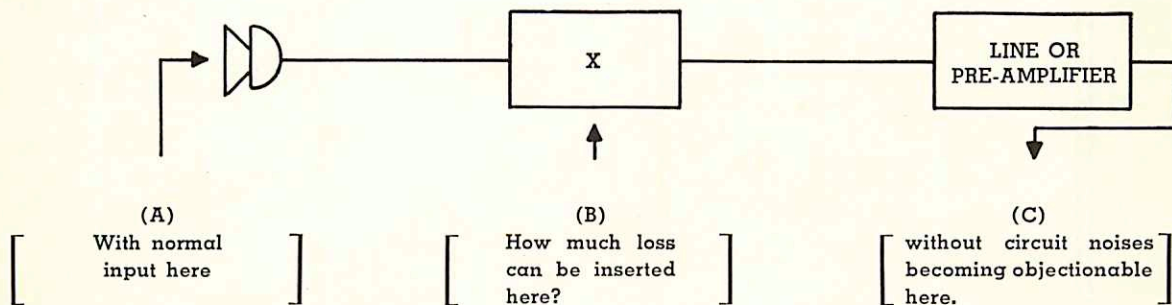 X
LINE OR
PRE-AMPLIFIER
(A)
With normal
input here
(B)
How much loss
can be inserted
here?
(C)
without circuit noises
becoming objectionable
here.